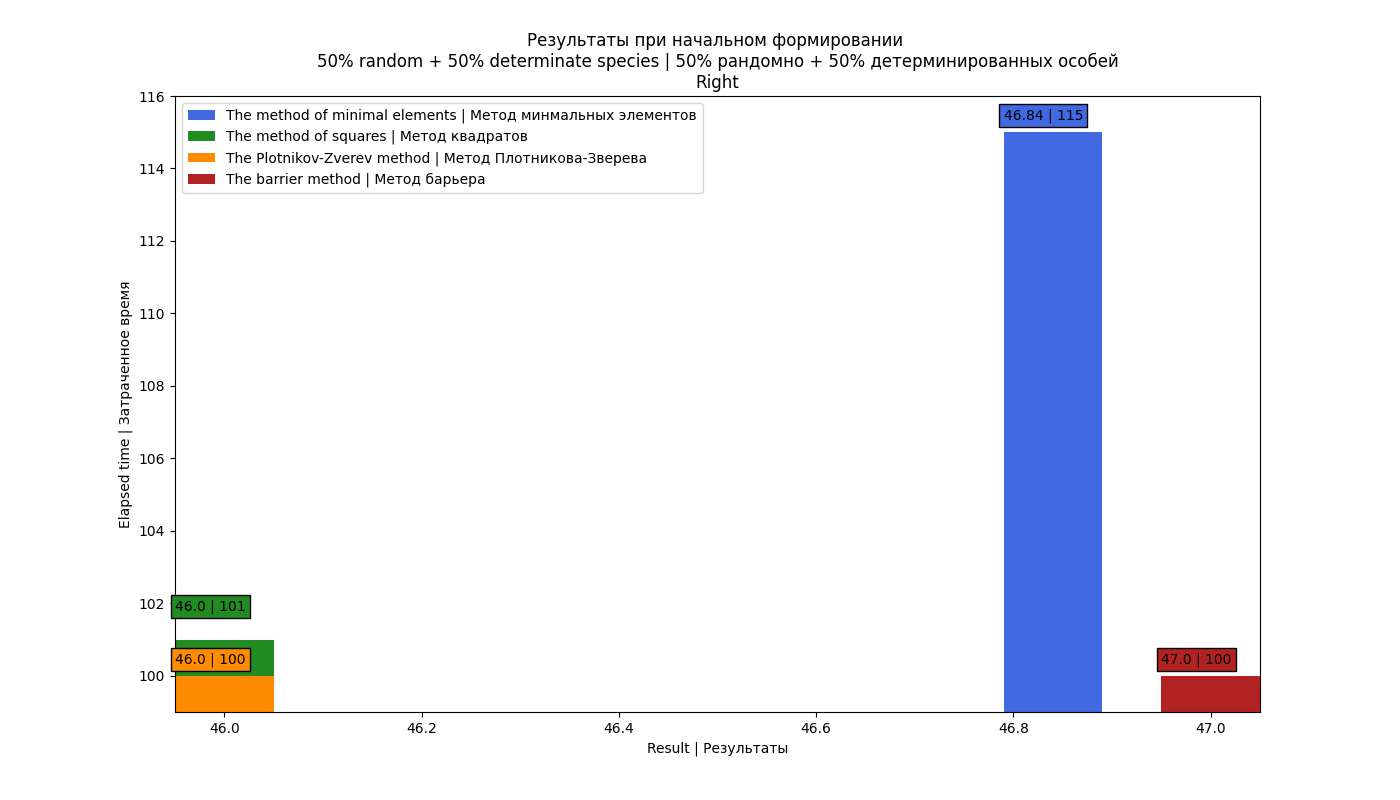 Результаты при начальном формировании
50% random + 50% determinate species | 50% рандомно + 50% детерминированных особей
Right
116
114
112
110
108
106
104
102
100
Elapsed time | Затраченное время
The method of minimal elements | Метод минмальных элементов
The method of squares | Метод квадратов
The Plotnikov-Zverev method | Метод Плотникова-Зверева
The barrier method | Метод барьера
46.84 | 115
46.0 | 101
46.0 | 100
47.0 | 100
46.0 46.2 46.4 46.6 46.8 47.0
Result | Результаты